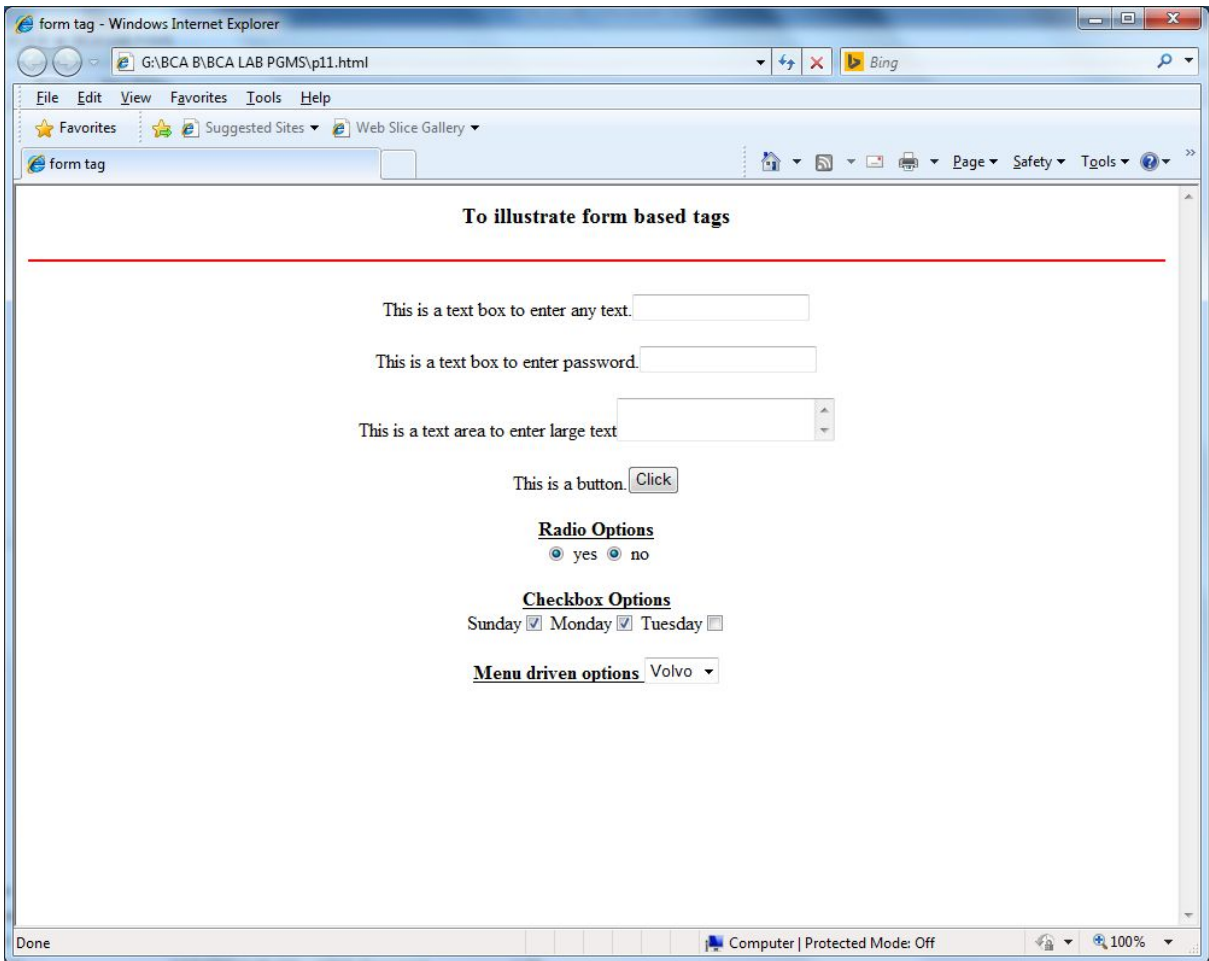 form tag - Windows Internet Explorer
G:\BCA B\BCA LAB PGMS\p11.html
Bing
File Edit View Favorites Tools Help
Favorites Suggested Sites Web Slice Gallery
form tag Page Safety Tools
To illustrate form based tags
This is a text box to enter any text.
This is a text box to enter password.
This is a text area to enter large text
This is a button. Click
Radio Options
yes no
Checkbox Options
Sunday Monday Tuesday
Menu driven options Volvo
Done Computer | Protected Mode: Off 100%